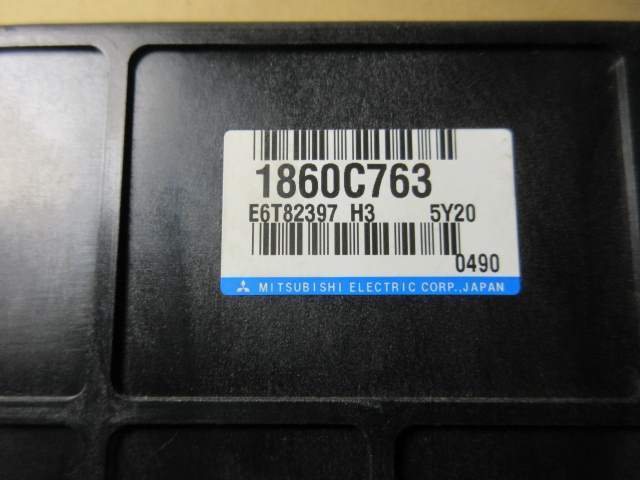 1860C763
E6T82397 H3 5Y20
0490
MITSUBISHI ELECTRIC CORP.,JAPAN